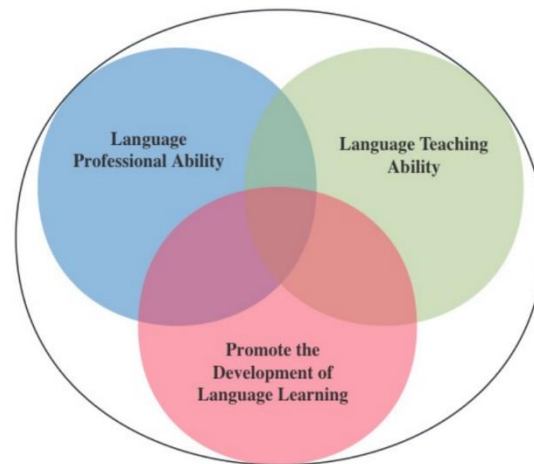 Language
Professional Ability
Language Teaching
Ability
Promote the
Development of
Language Learning